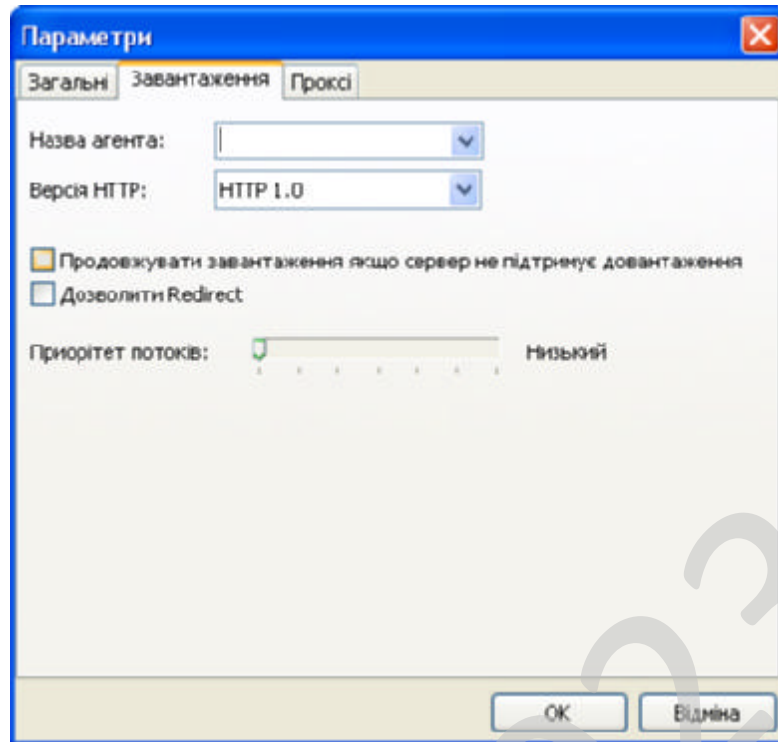 Параметри
Загальні Завантаження Проксі
Назва агента:
Версія HTTP: HTTP 1.0
Продовжувати завантаження якщо сервер не підтримує довантаження
Дозволити Redirect
Приорітет потоків: Низький
OK Відміна